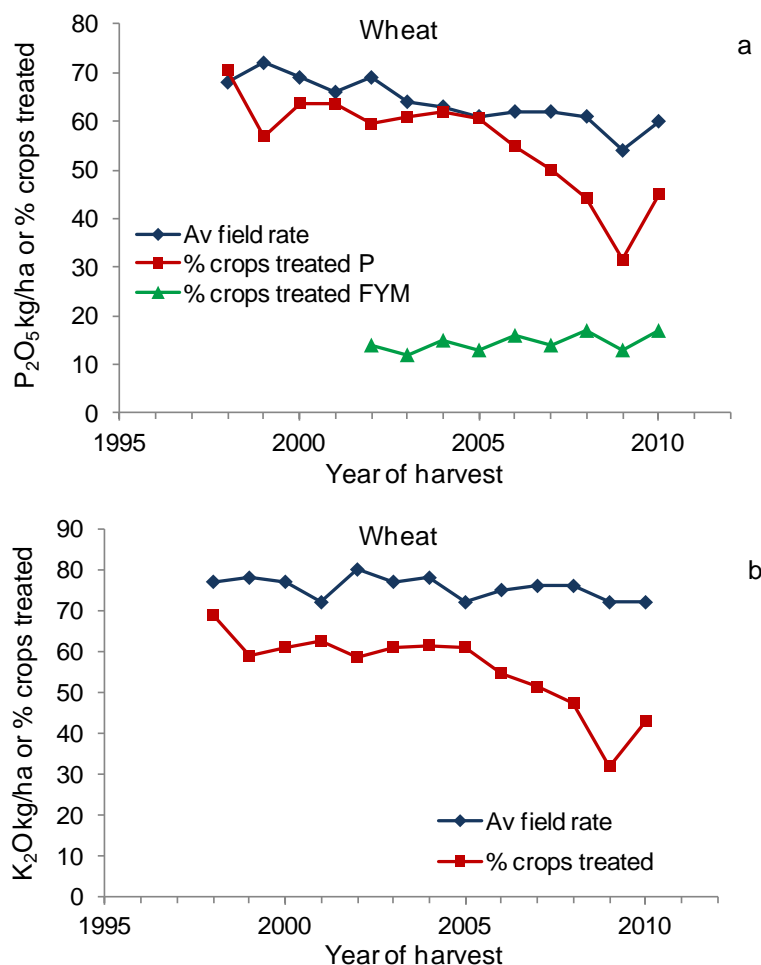 Wheat
a
P₂O₅ kg/ha or % crops treated
80
70
60
50
40
30
20
10
0
Av field rate
% crops treated P
% crops treated FYM
1995 2000 2005 2010
Year of harvest
Wheat
b
K₂O kg/ha or % crops treated
90
80
70
60
50
40
30
20
10
00
Av field rate
% crops treated
1995 2000 2005 2010
Year of harvest